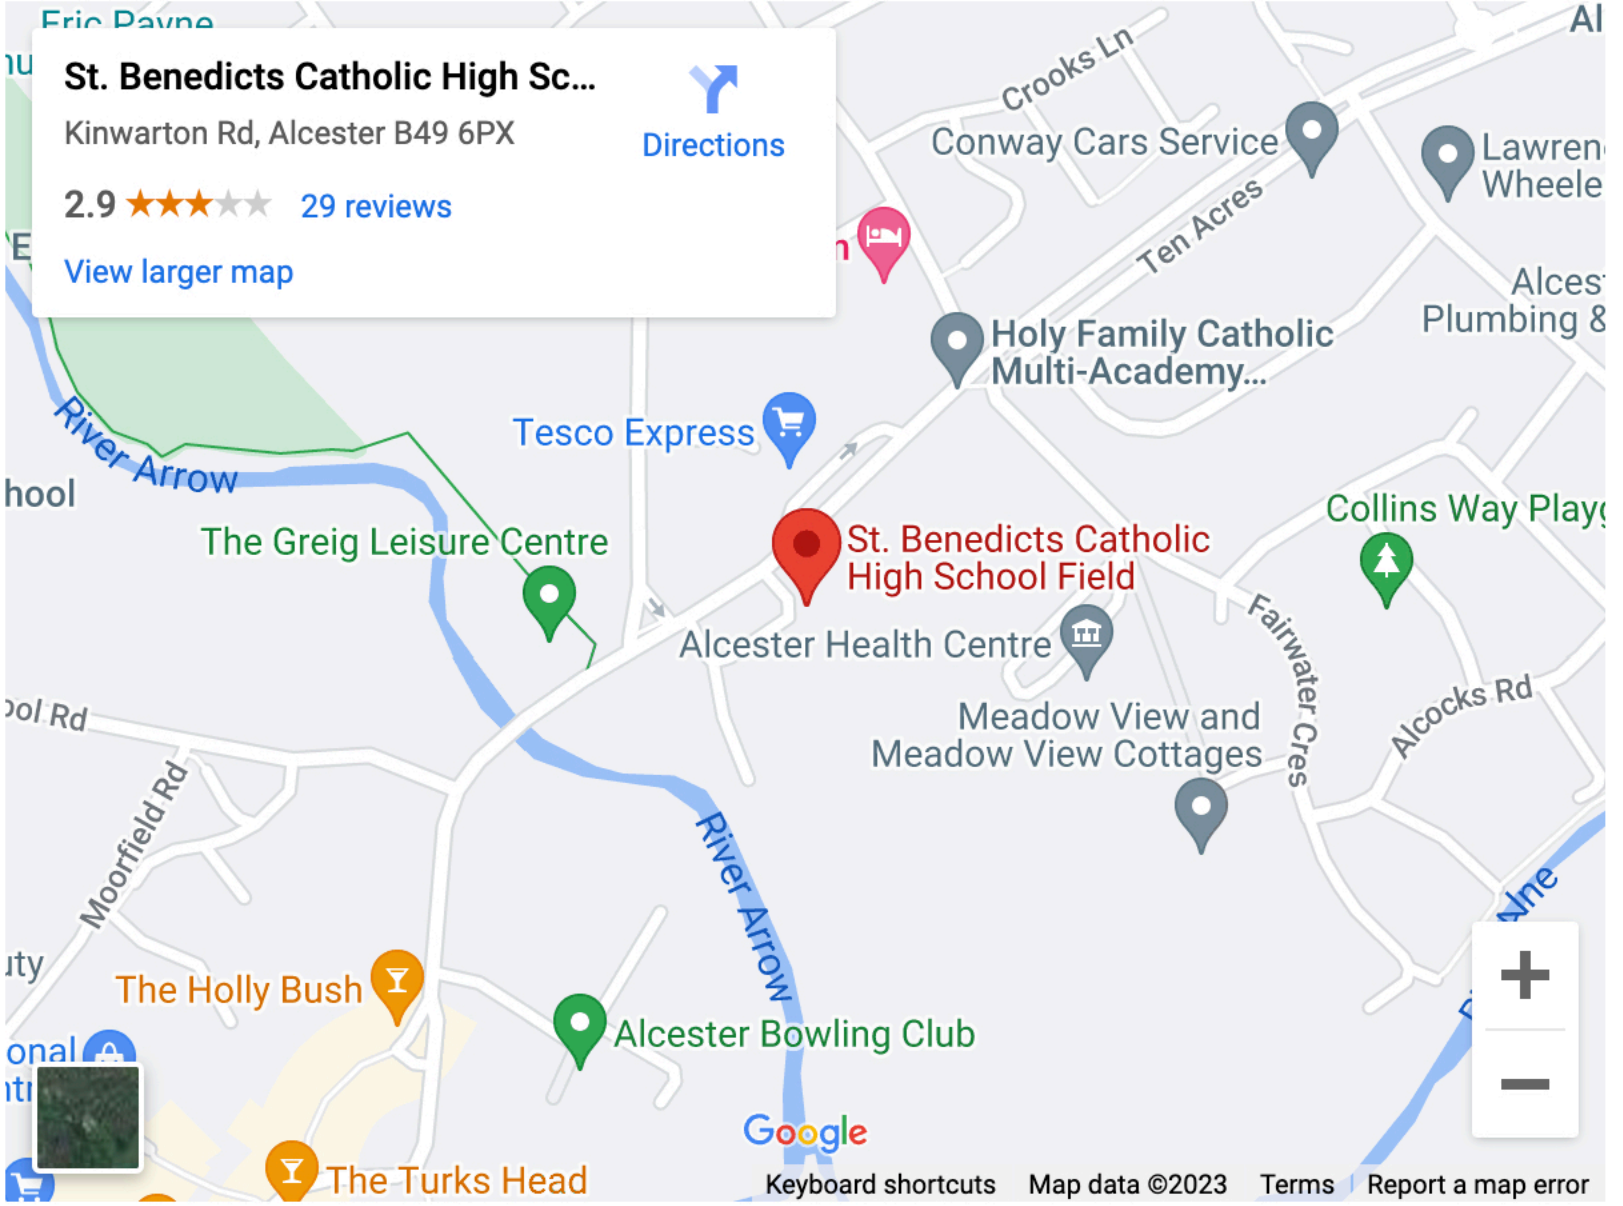 Eric Payne
St. Benedicts Catholic High Sc...
Kinwarton Rd, Alcester B49 6PX
Directions
2.9
29 reviews
View larger map
Crooks Ln
Conway Cars Service
Ten Acres
Holy Family Catholic
Multi-Academy...
Plumbing &
Tesco Express
River Arrow
The Greig Leisure Centre
St. Benedicts Catholic
High School Field
Collins Way
Alcester Health Centre
Fairwater Cres
Meadow View and
Meadow View Cottages
Alcocks Rd
Rd
Moorfield Rd
River Arrow
Alne
The Holly Bush
Alcester Bowling Club
Google
The Turks Head
Keyboard shortcuts
Map data ©2023
Terms
Report a map error